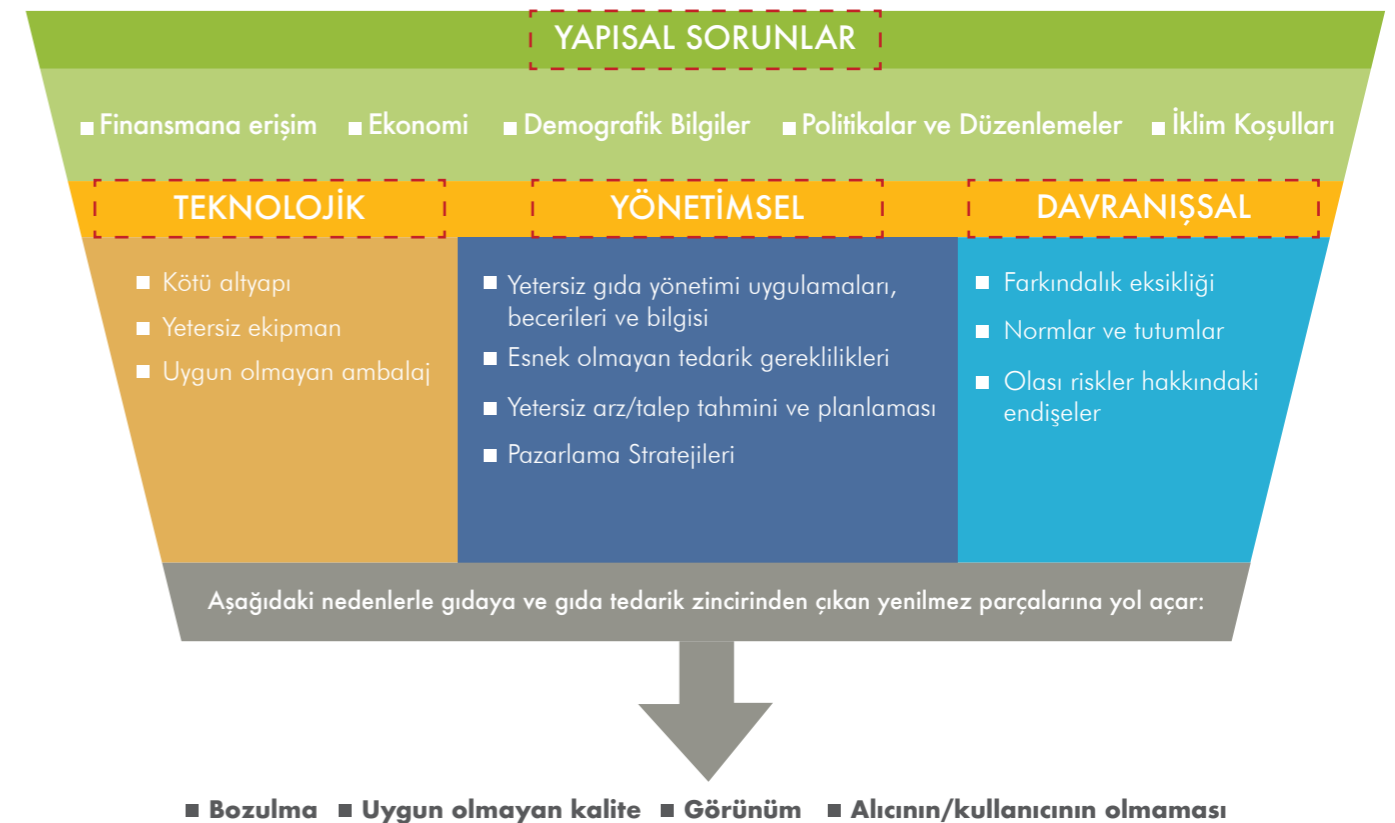 YAPISAL SORUNLAR
■ Finansmana erişim ■ Ekonomi ■ Demografik Bilgiler ■ Politikalar ve Düzenlemeler ■ İklim Koşulları
TEKNOLOJİK
■ Kötü altyapı
■ Yetersiz ekipman
■ Uygun olmayan ambalaj
YÖNETİMSEL
■ Yetersiz gıda yönetimi uygulamaları,
becerileri ve bilgisi
■ Esnek olmayan tedarik gereklilikleri
■ Yetersiz arz/talep tahmini ve planlaması
■ Pazarlama Stratejileri
DAVRANIŞSAL
■ Farkındalık eksikliği
■ Normlar ve tutumlar
■ Olası riskler hakkındaki
endişeler
Aşağıdaki nedenlerle gıdaya ve gıda tedarik zincirinden çıkan yenilmez parçalarına yol açar:
■ Bozulma ■ Uygun olmayan kalite ■ Görünüm ■ Alıcının/kullanıcının olmaması